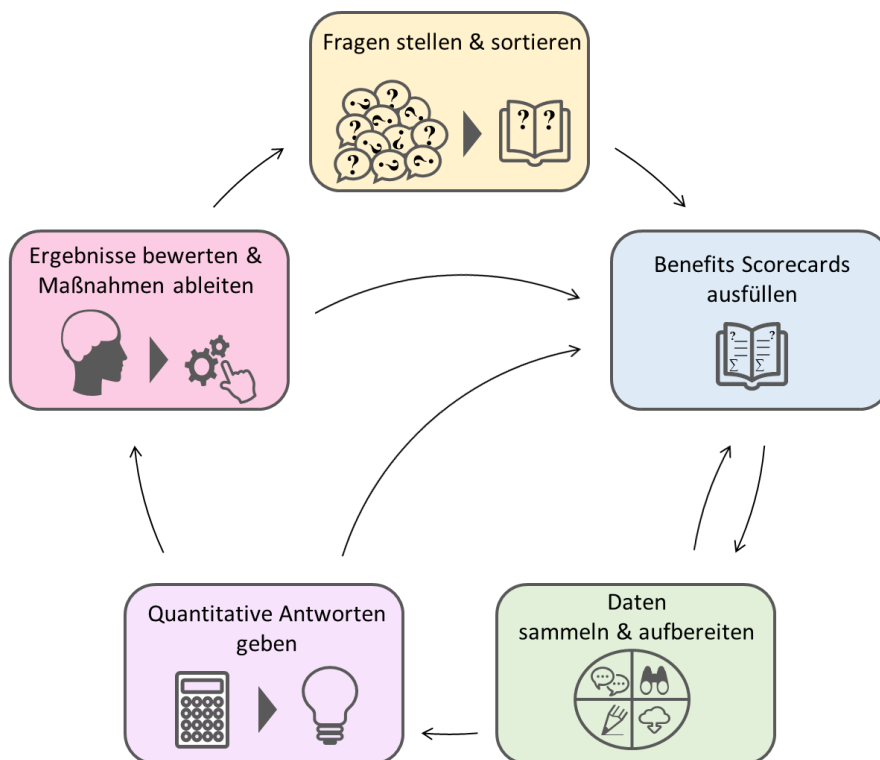 Fragen stellen & sortieren
? ? ? ? ? ? ? ? ? ? ?
? ?
Ergebnisse bewerten &
Maßnahmen ableiten
Benefits Scorecards
ausfüllen
? ?
Σ Σ
Quantitative Antworten
geben
Daten
sammeln & aufbereiten